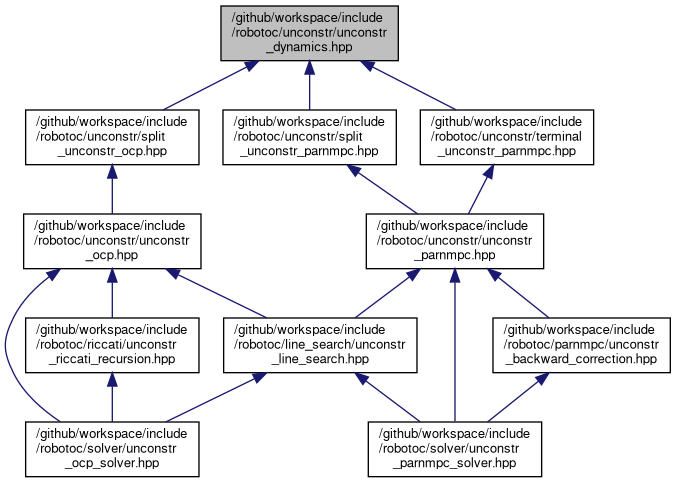 /github/workspace/include
/robotoc/unconstr/unconstr
_dynamics.hpp
/github/workspace/include
/robotoc/unconstr/split
_unconstr_ocp.hpp
/github/workspace/include
/robotoc/unconstr/split
_unconstr_parnmpc.hpp
/github/workspace/include
/robotoc/unconstr/terminal
_unconstr_parnmpc.hpp
/github/workspace/include
/robotoc/unconstr/unconstr
_ocp.hpp
/github/workspace/include
/robotoc/unconstr/unconstr
_parnmpc.hpp
/github/workspace/include
/robotoc/riccati/unconstr
_riccati_recursion.hpp
/github/workspace/include
/robotoc/line_search/unconstr
_line_search.hpp
/github/workspace/include
/robotoc/parnmpc/unconstr
_backward_correction.hpp
/github/workspace/include
/robotoc/solver/unconstr
_ocp_solver.hpp
/github/workspace/include
/robotoc/solver/unconstr
_parnmpc_solver.hpp